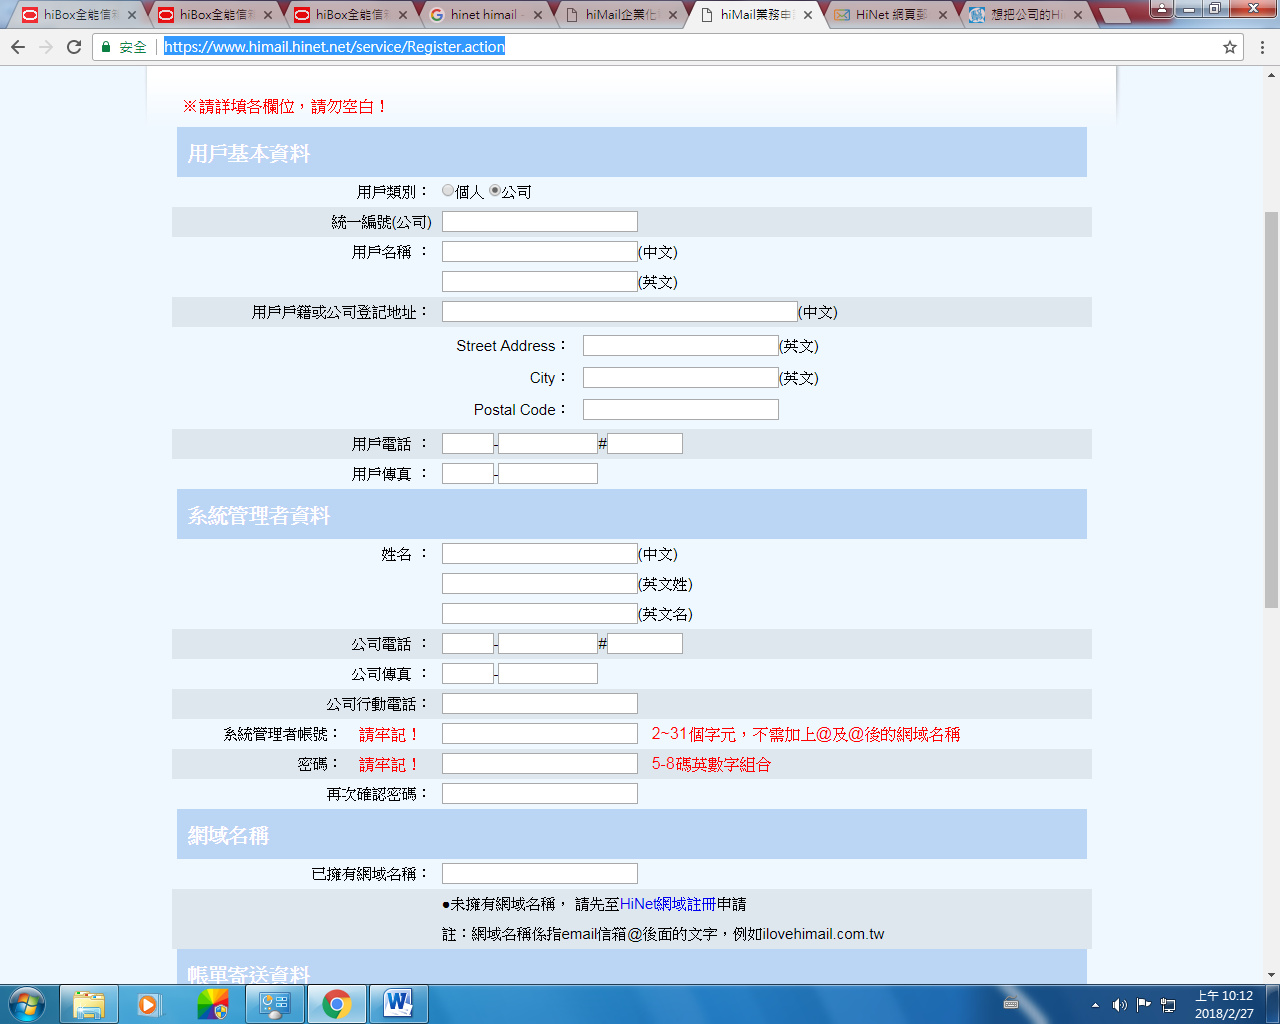 hiBox全能信箱
hiBox全能信箱
hiBox全能信箱
hinet himail -
hiMail企業化
hiMail業務申請
HiNet 網頁郵
想把公司的Hi
安全
https://www.himail.hinet.net/service/Register.action
※請詳填各欄位，請勿空白！
用戶基本資料
用戶類別： 個人 公司
統一編號(公司)
用戶名稱 ： (中文)
(英文)
用戶戶籍或公司登記地址： (中文)
Street Address： (英文)
City： (英文)
Postal Code：
用戶電話 ： - #
用戶傳真 ： -
系統管理者資料
姓名 ： (中文)
(英文姓)
(英文名)
公司電話 ： - #
公司傳真 ： -
公司行動電話：
系統管理者帳號： 請牢記！ 2~31個字元，不需加上@及@後的網域名稱
密碼： 請牢記！ 5-8碼英數字組合
再次確認密碼：
網域名稱
已擁有網域名稱：
●未擁有網域名稱， 請先至HiNet網域註冊申請
註：網域名稱係指email信箱@後面的文字，例如ilovehimail.com.tw
帳單寄送資料
上午 10:12
2018/2/27